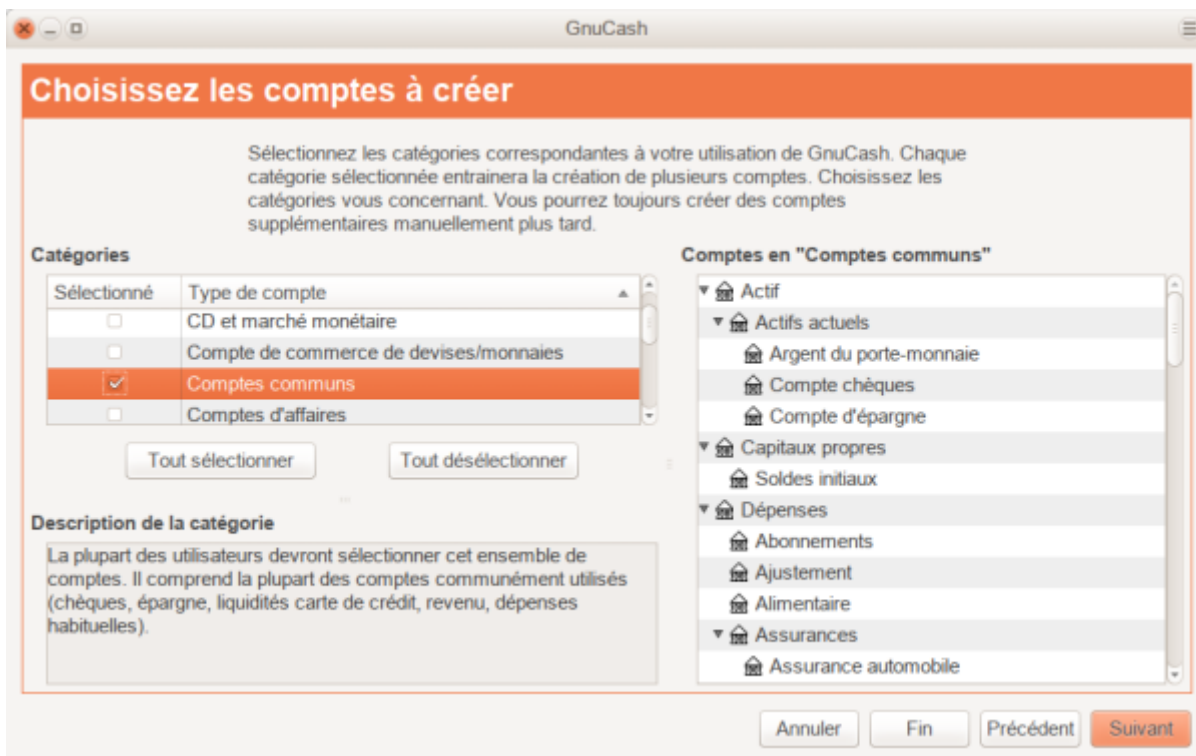 GnuCash
Choisissez les comptes à créer
Sélectionnez les catégories correspondantes à votre utilisation de GnuCash. Chaque
catégorie sélectionnée entrainera la création de plusieurs comptes. Choisissez les
catégories vous concernant. Vous pourrez toujours créer des comptes
supplémentaires manuellement plus tard.
Catégories
Sélectionné Type de compte
CD et marché monétaire
Compte de commerce de devises/monnaies
Comptes communs
Comptes d'affaires
Tout sélectionner Tout désélectionner
Description de la catégorie
La plupart des utilisateurs devront sélectionner cet ensemble de
comptes. Il comprend la plupart des comptes communément utilisés
(chèques, épargne, liquidités carte de crédit, revenu, dépenses
habituelles).
Comptes en "Comptes communs"
Actif
Actifs actuels
Argent du porte-monnaie
Compte chèques
Compte d'épargne
Capitaux propres
Soldes initiaux
Dépenses
Abonnements
Ajustement
Alimentaire
Assurances
Assurance automobile
Annuler Fin Précédent Suivant